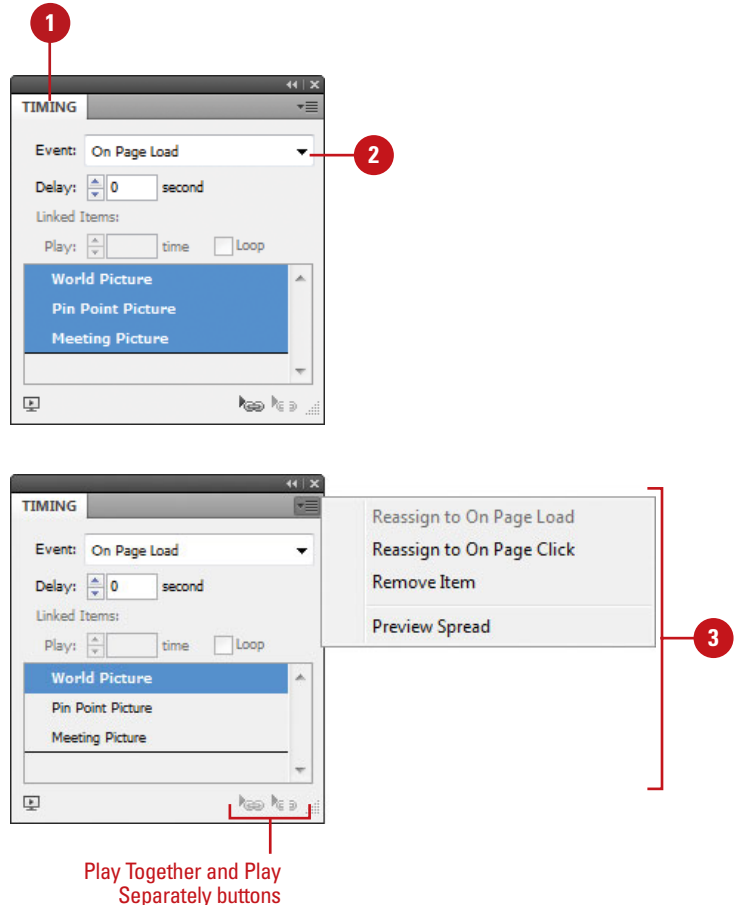 1
TIMING
Event: On Page Load
2
Delay: 0 second
Linked Items:
Play: time Loop
World Picture
Pin Point Picture
Meeting Picture
TIMING
Reassign to On Page Load
Reassign to On Page Click
Remove Item
Preview Spread
3
Event: On Page Load
Delay: 0 second
Linked Items:
Play: time Loop
World Picture
Pin Point Picture
Meeting Picture
Play Together and Play
Separately buttons